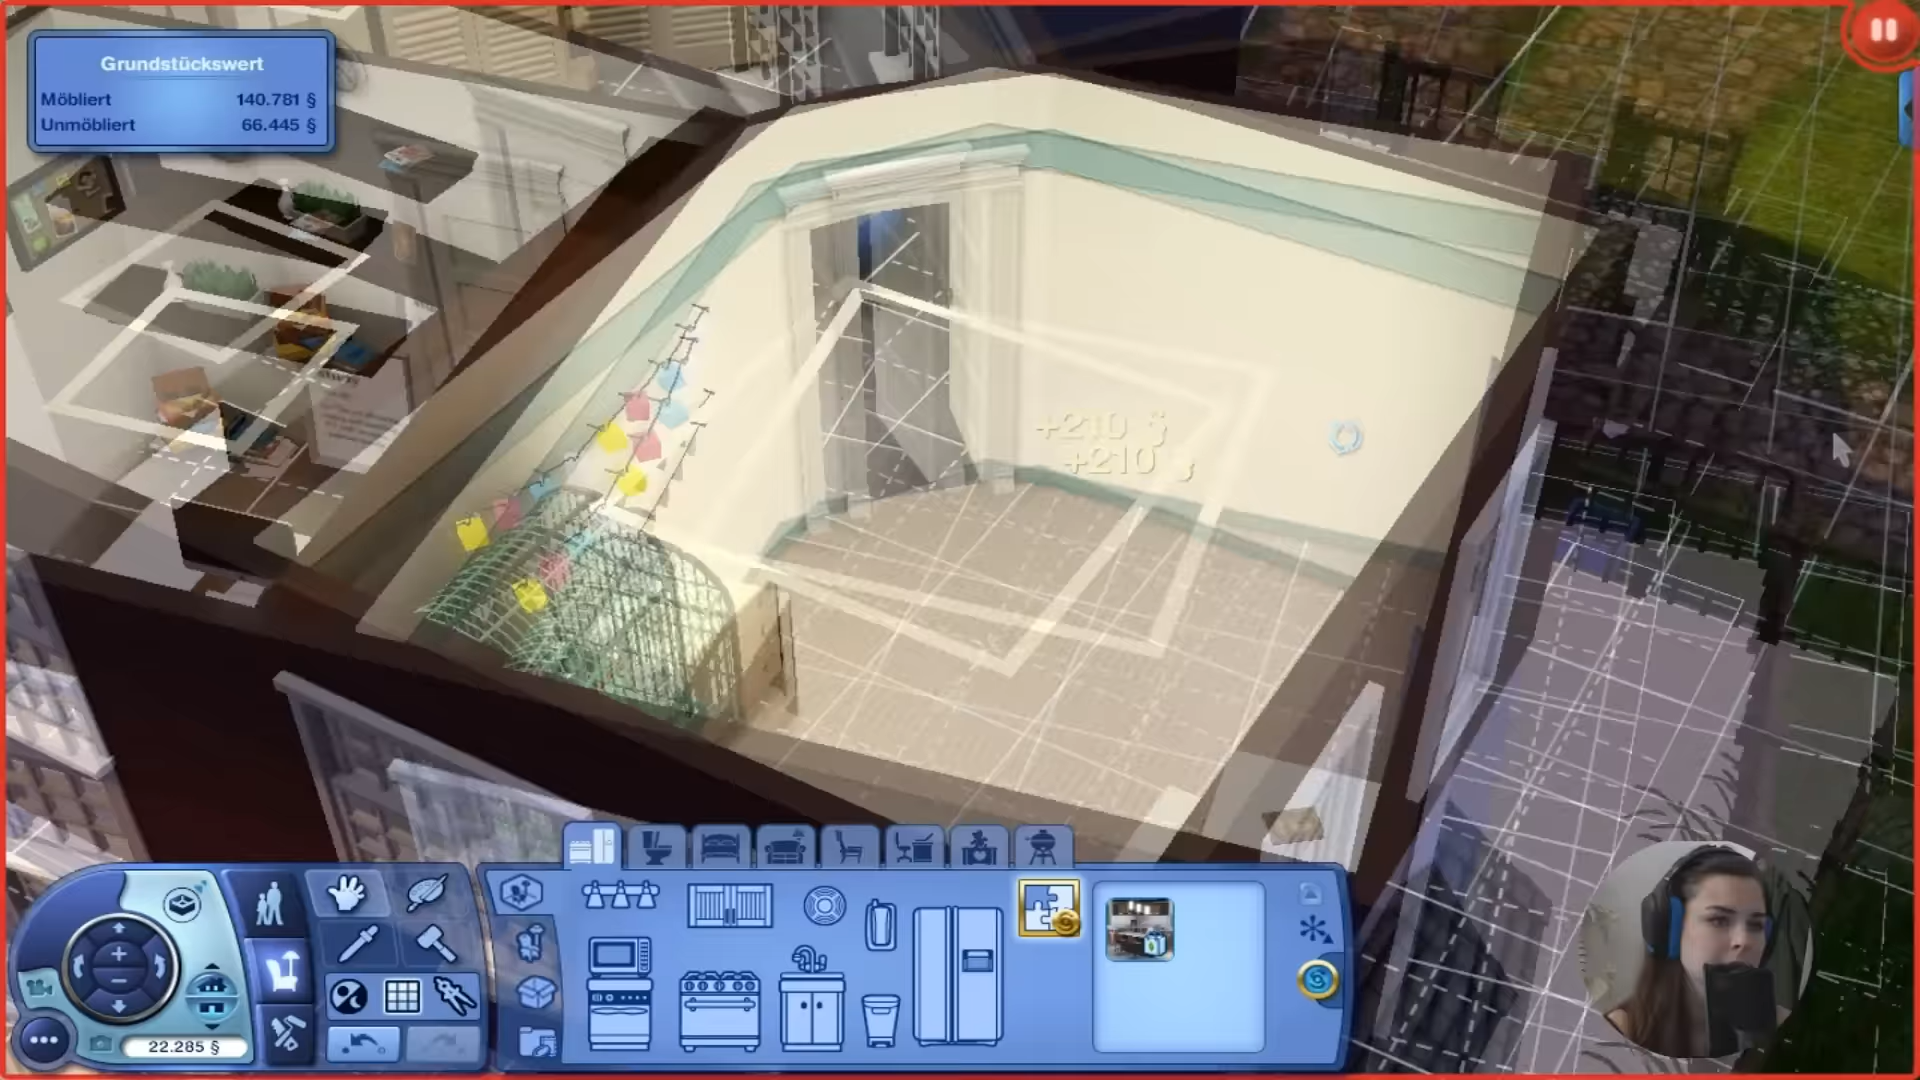 Grundstückswert
Möbliert 140.781 §
Unmöbliert 66.445 §
+210 §
+210 §
22.285 §